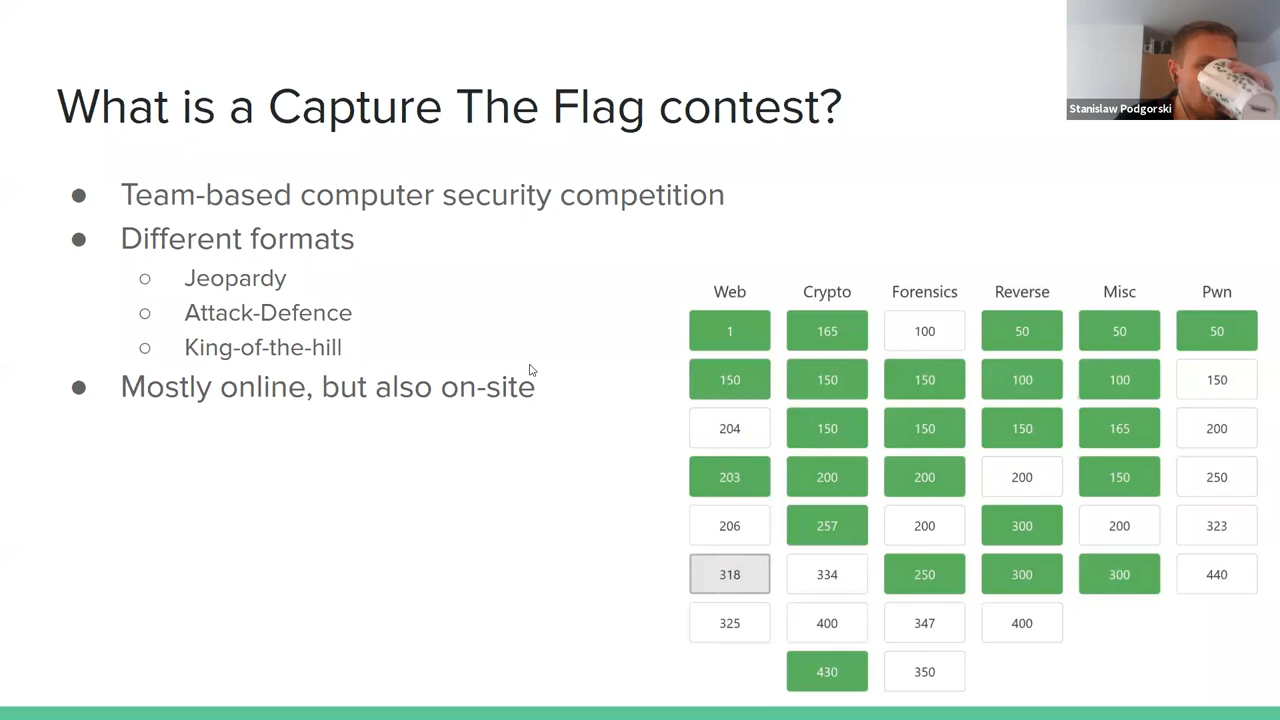 What is a Capture The Flag contest?
Stanislaw Podgorski
● Team-based computer security competition
● Different formats
○ Jeopardy
○ Attack-Defence
○ King-of-the-hill
● Mostly online, but also on-site
Web Crypto Forensics Reverse Misc Pwn
1 165 100 50 50 50
150 150 150 100 100 150
204 150 150 150 165 200
203 200 200 200 150 250
206 257 200 300 200 323
318 334 250 300 300 440
325 400 347 400
430 350